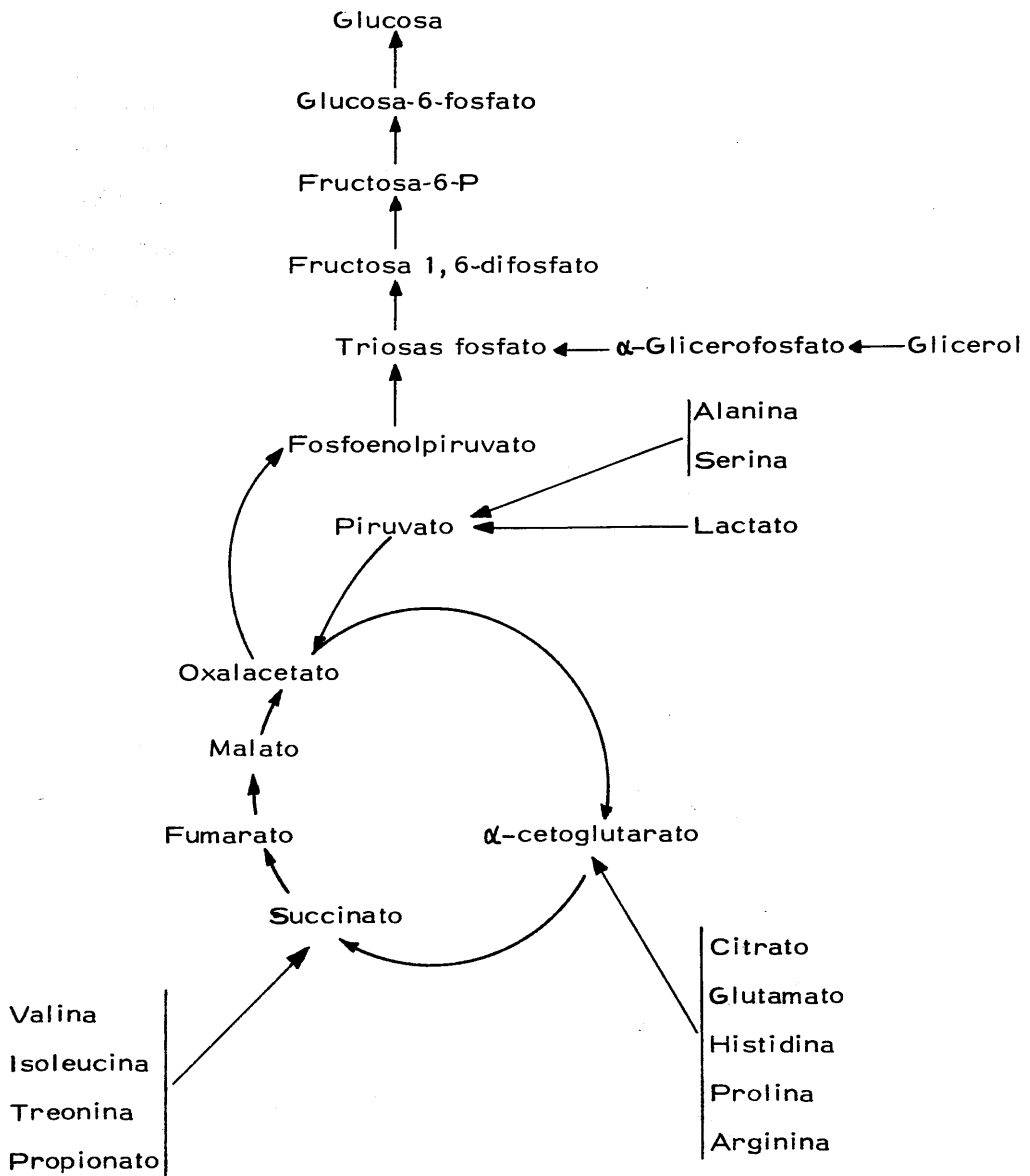 Glucosa
Glucosa-6-fosfato
Fructosa-6-P
Fructosa 1,6-difosfato
Triosas fosfato
α-Glicerofosfato
Glicerol
Fosfoenolpiruvato
Alanina
Serina
Piruvato
Lactato
Oxalacetato
Malato
Fumarato
α-cetoglutarato
Succinato
Valina
Isoleucina
Treonina
Propionato
Citrato
Glutamato
Histidina
Prolina
Arginina